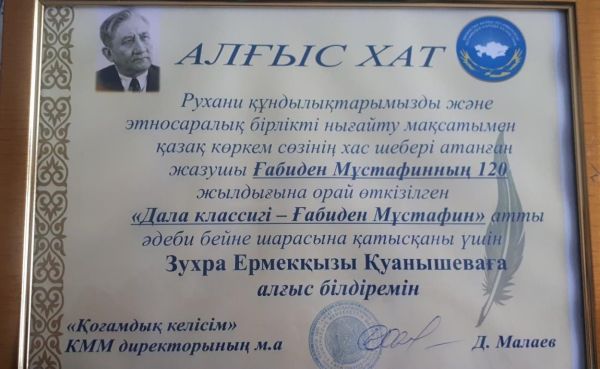 АЛҒЫС ХАТ
Рухани құндылықтарымызды және
этносаралық бірлікті нығайту мақсатымен
қазақ көркем сөзінің хас шебері атанған
жазушы Ғабиден Мұстафинның 120
жылдығына орай өткізілген
«Дала классигі – Ғабиден Мұстафин» атты
әдеби бейне шарасына қатысқаны үшін
Зухра Ермекқызы Қуанышеваға
алғыс білдіремін
«Қоғамдық келісім»
КММ директорының м.а
Д. Малаев